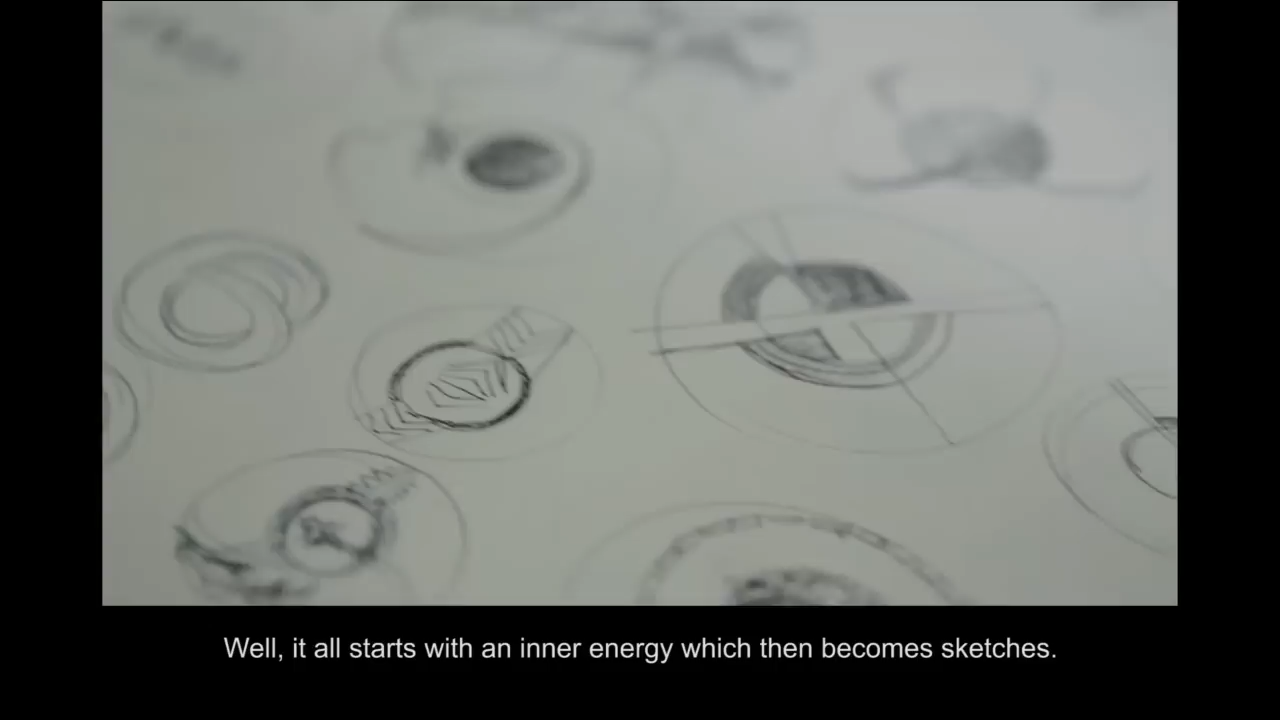 Well, it all starts with an inner energy which then becomes sketches.